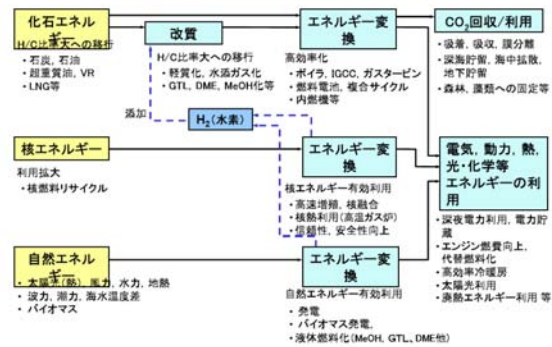 化石エネル
ギー
H/C比率大への移行
・石炭, 石油
・超重質油, VR
・LNG等
改質
H/C比率大への移行
・軽質化, 水添ガス化
・GTL, DME, MeOH化等
エネルギー変
換
高効率化
・ボイラ, IGCC, ガスタービン
・燃料電池, 複合サイクル
・内燃機等
CO₂回収/利用
・吸着, 吸収, 膜分離
・深海貯留, 海中拡散,
地下貯留
・森林, 藻類への固定等
添加
H₂(水素)
核エネルギー
利用拡大
・核燃料リサイクル
エネルギー変
換
核エネルギー有効利用
・高速増殖, 核融合
・核熱利用(高温ガス炉)
・信頼性, 安全性向上
電気, 動力, 熱,
光・化学等
エネルギーの利
用
・深夜電力利用, 電力貯
蔵
・エンジン燃費向上,
代替燃料化
・高効率冷暖房
・太陽光利用
・廃熱エネルギー利用 等
自然エネル
ギー
・太陽光(熱), 風力, 水力, 地熱
・波力, 潮力, 海水温度差
・バイオマス
エネルギー変
換
自然エネルギー有効利用
・発電
・バイオマス発電,
・液体燃料化(MeOH, GTL, DME他)